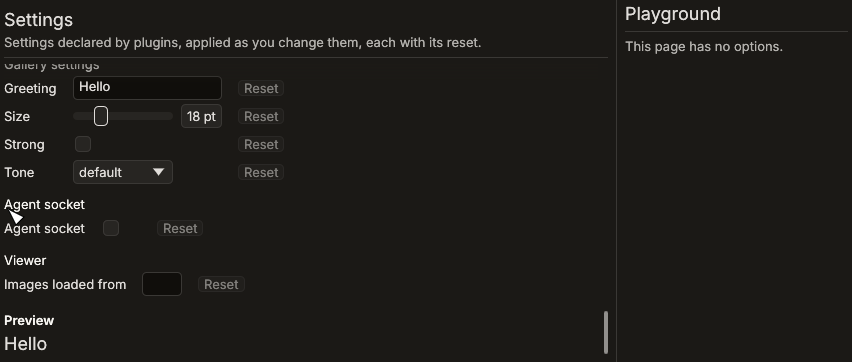 Settings
Settings declared by plugins, applied as you change them, each with its reset.
Gallery settings
Greeting Hello Reset
Size 18 pt Reset
Strong Reset
Tone default Reset
Agent socket
Agent socket Reset
Viewer
Images loaded from Reset
Preview
Hello
Playground
This page has no options.